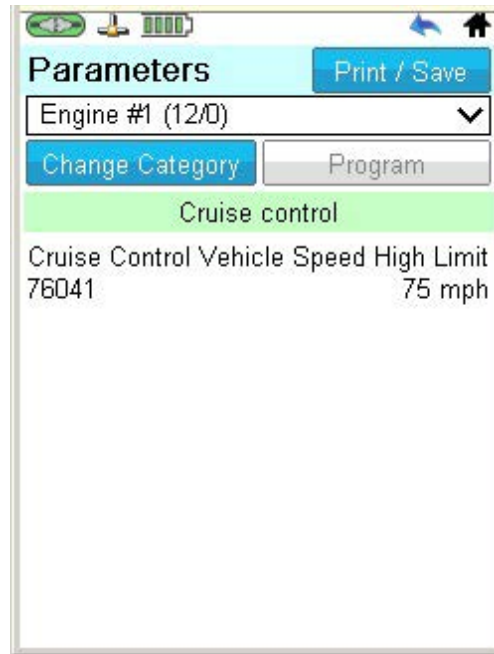 Parameters
Print / Save
Engine #1 (12/0)
Change Category
Program
Cruise control
Cruise Control Vehicle Speed High Limit
76041 75 mph